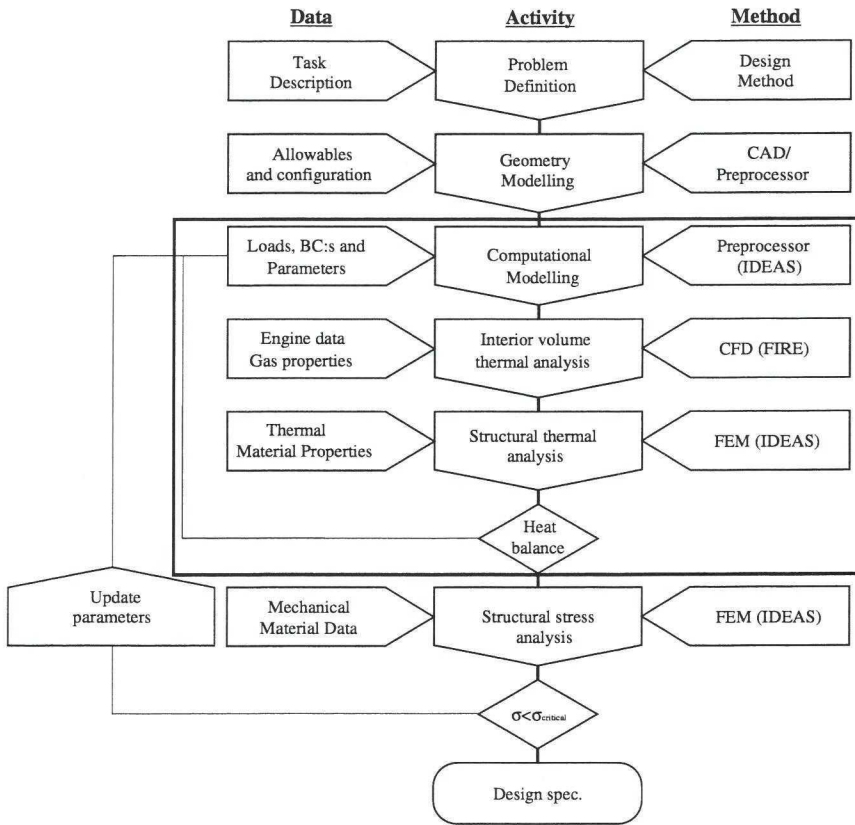 Data
Activity
Method
Task
Description
Problem
Definition
Design
Method
Allowables
and configuration
Geometry
Modelling
CAD/
Preprocessor
Loads, BC:s and
Parameters
Computational
Modelling
Preprocessor
(IDEAS)
Engine data
Gas properties
Interior volume
thermal analysis
CFD (FIRE)
Thermal
Material Properties
Structural thermal
analysis
FEM (IDEAS)
Heat
balance
Update
parameters
Mechanical
Material Data
Structural stress
analysis
FEM (IDEAS)
σ<σcritical
Design spec.